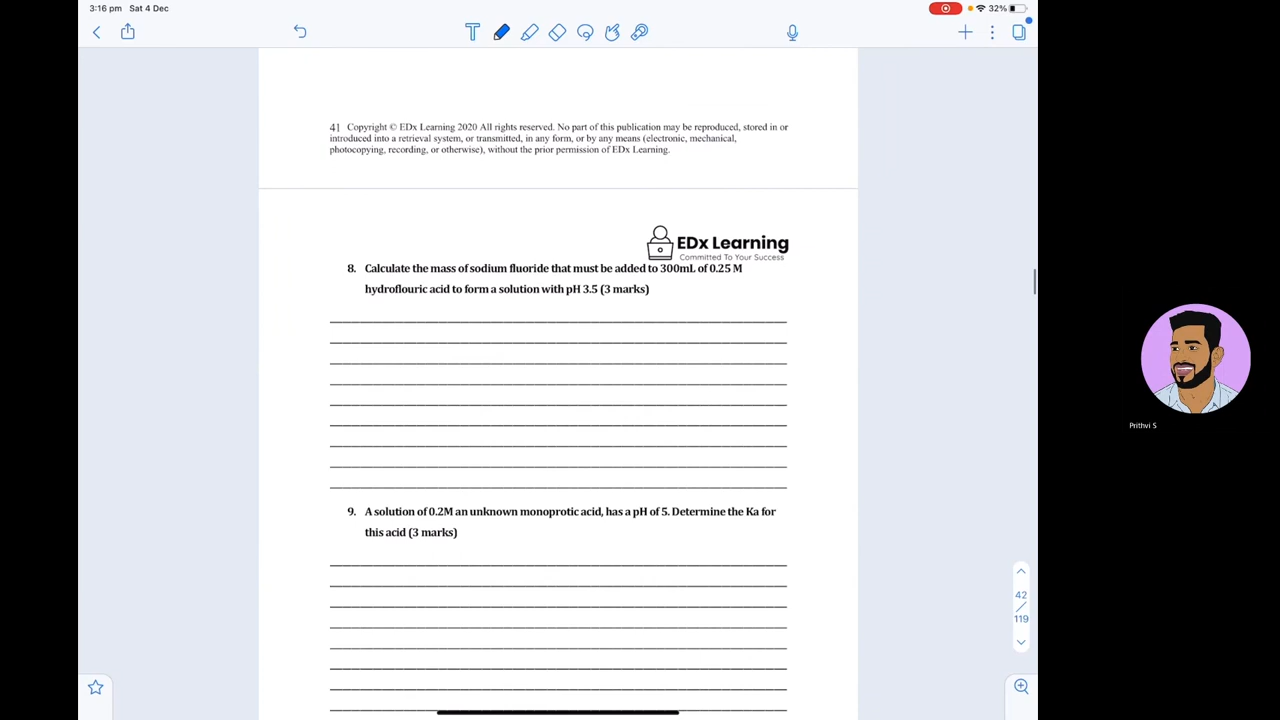 3:16 pm Sat 4 Dec
32%
T
41 Copyright © EDx Learning 2020 All rights reserved. No part of this publication may be reproduced, stored in or
introduced into a retrieval system, or transmitted, in any form, or by any means (electronic, mechanical,
photocopying, recording, or otherwise), without the prior permission of EDx Learning.
EDx Learning
Committed To Your Success
8. Calculate the mass of sodium fluoride that must be added to 300mL of 0.25 M
hydroflouric acid to form a solution with pH 3.5 (3 marks)
9. A solution of 0.2M an unknown monoprotic acid, has a pH of 5. Determine the Ka for
this acid (3 marks)
42
/
119
Prithvi S